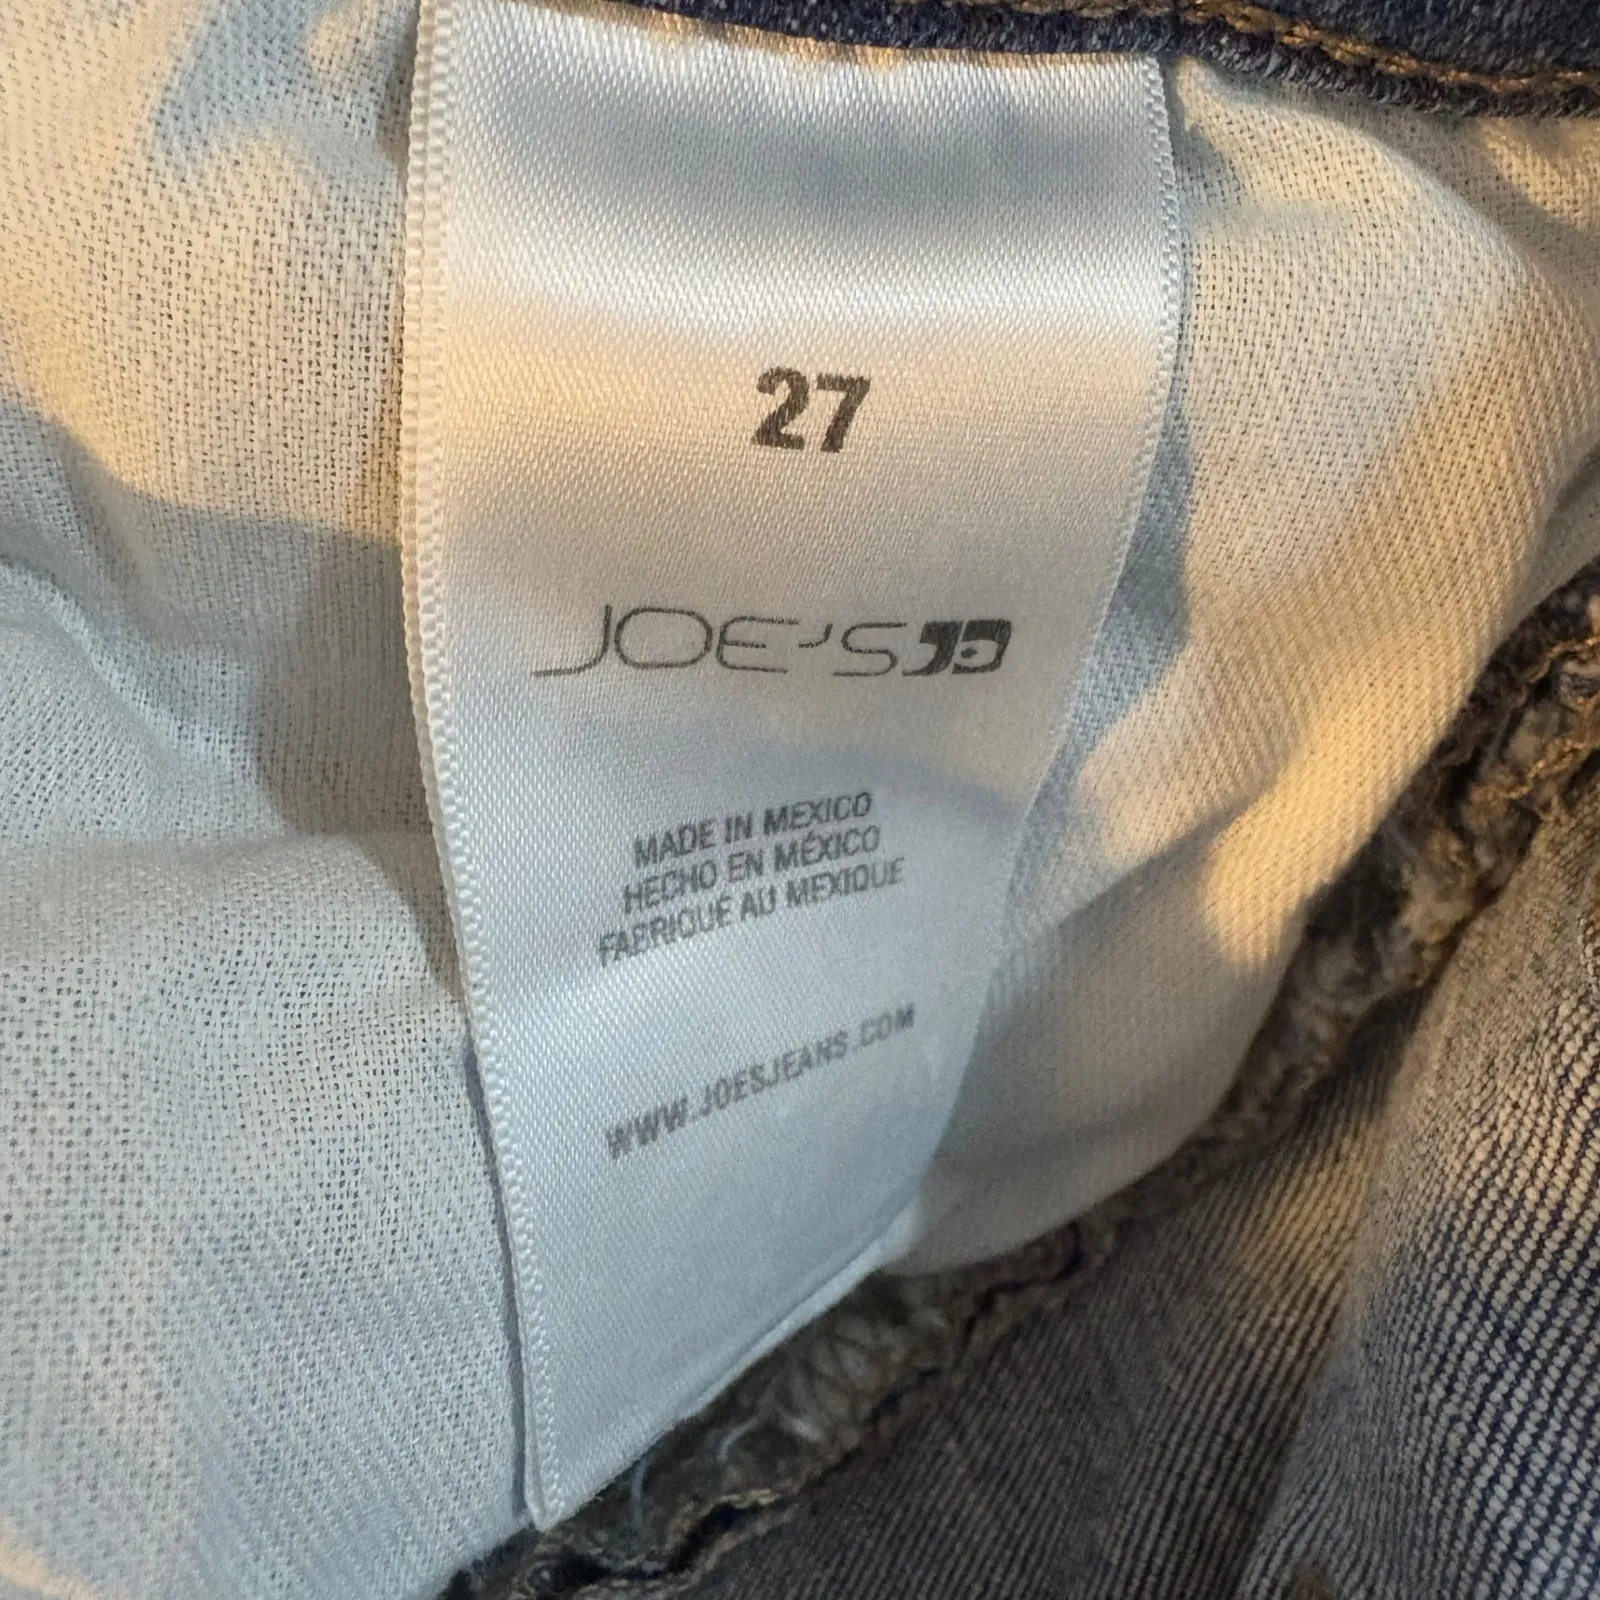 27
JOE'S
MADE IN MEXICO
HECHO EN MÉXICO
FABRIQUÉ AU MEXIQUE
WWW.JOESJEANS.COM